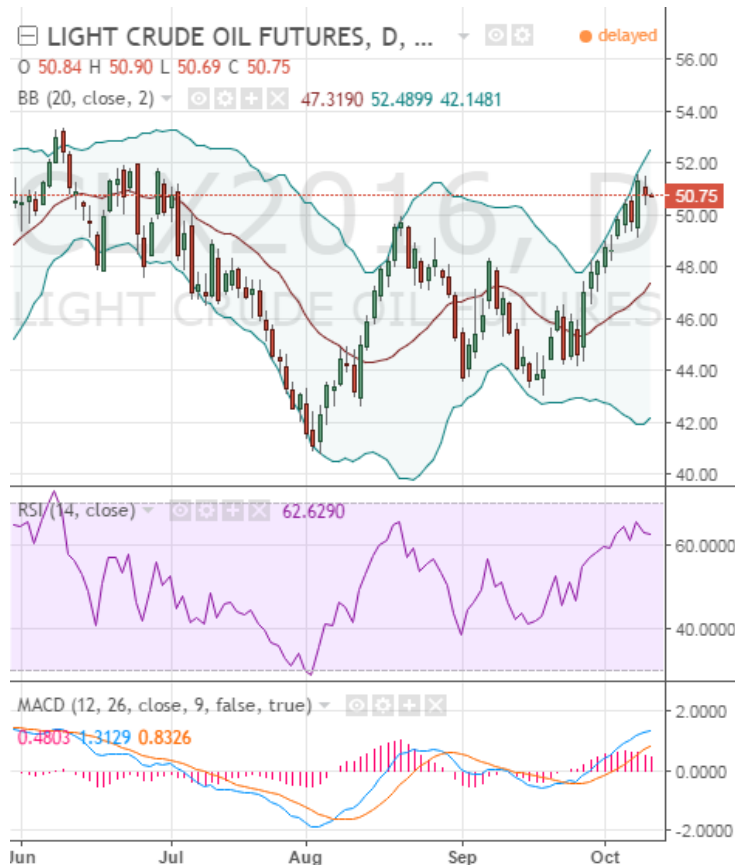 LIGHT CRUDE OIL FUTURES, D, ...
delayed
O 50.84 H 50.90 L 50.69 C 50.75
BB (20, close, 2) 47.3190 52.4899 42.1481
56.00
54.00
52.00
50.75
50.00
48.00
46.00
44.00
42.00
40.00
CLX2016, D
LIGHT CRUDE OIL FUTURES
RSI (14, close) 62.6290
60.0000
40.0000
MACD (12, 26, close, 9, false, true)
0.4803 1.3129 0.8326
2.0000
0.0000
-2.0000
Jun Jul Aug Sep Oct